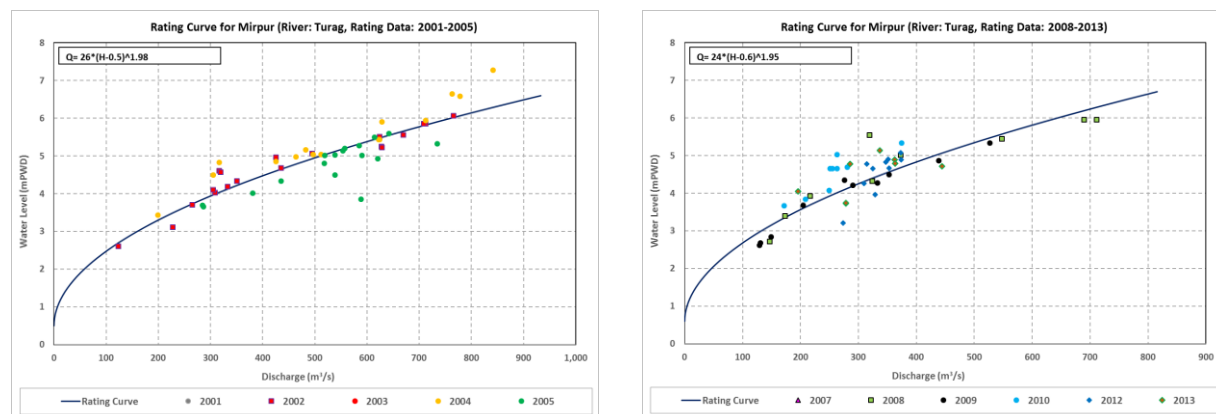 Rating Curve for Mirpur (River: Turag, Rating Data: 2001-2005)
Q= 26*(H-0.5)^1.98
Water Level (mPWD)
8
7
6
5
4
3
2
1
0
0 100 200 300 400 500 600 700 800 900 1,000
Discharge (m³/s)
Rating Curve 2001 2002 2003 2004 2005
Rating Curve for Mirpur (River: Turag, Rating Data: 2008-2013)
Q= 24*(H-0.6)^1.95
Water Level (mPWD)
8
7
6
5
4
3
2
1
0
0 100 200 300 400 500 600 700 800 900
Discharge (m³/s)
Rating Curve 2007 2008 2009 2010 2012 2013